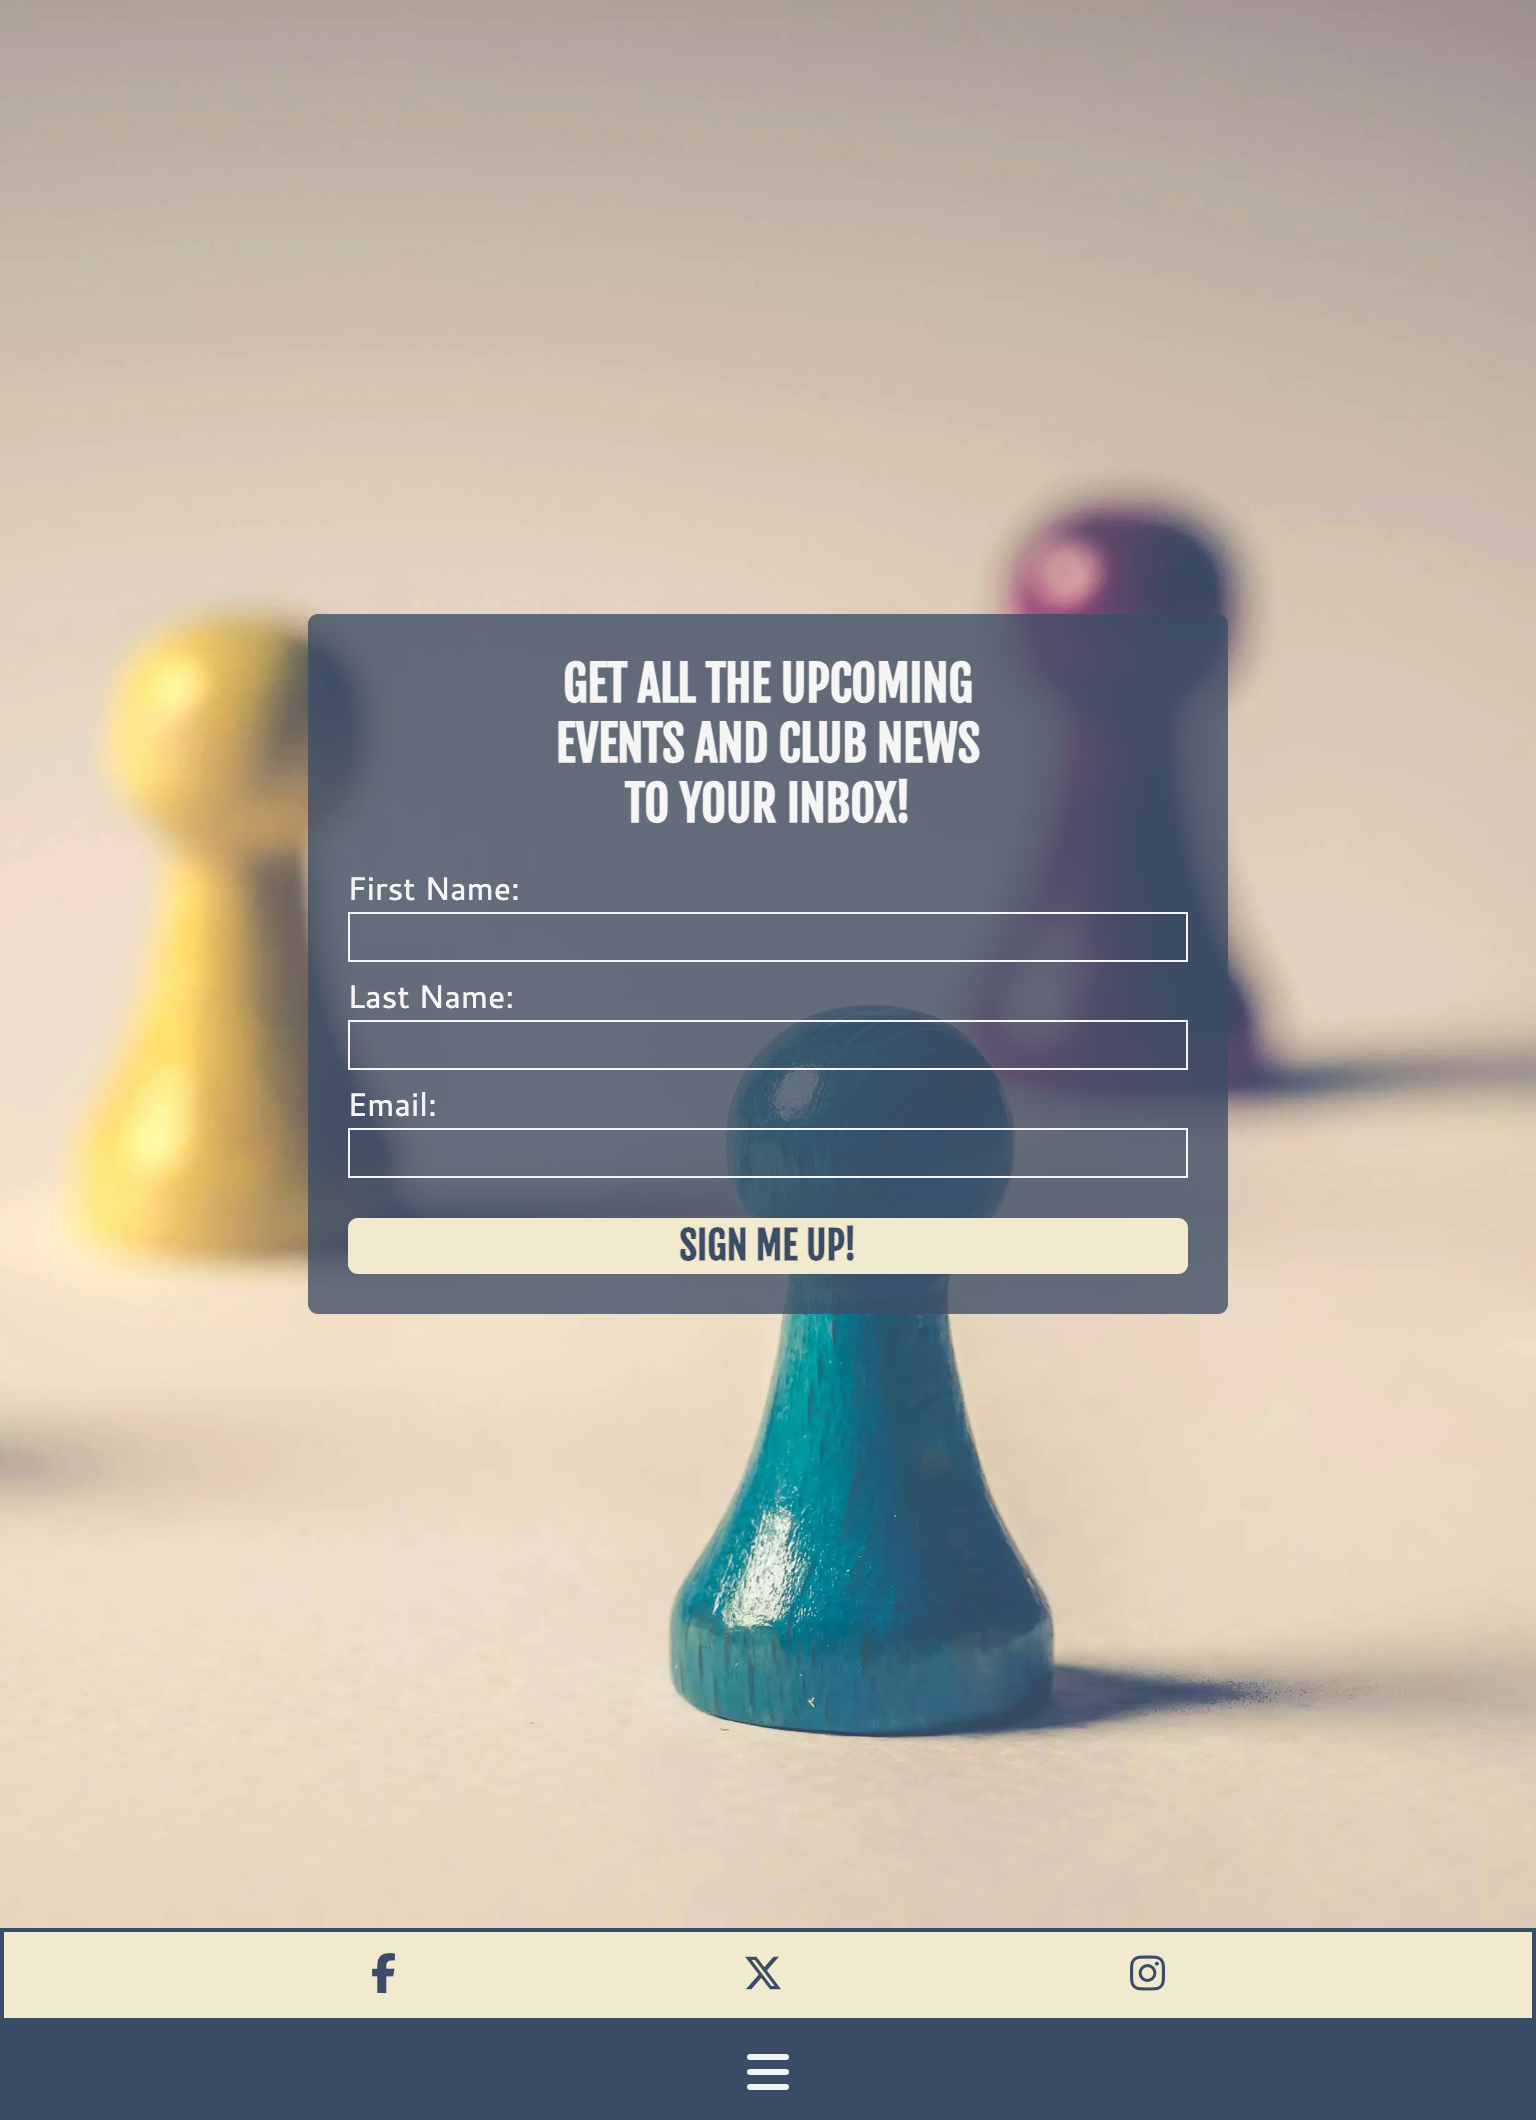 GET ALL THE UPCOMING
EVENTS AND CLUB NEWS
TO YOUR INBOX!
First Name:
Last Name:
Email:
SIGN ME UP!